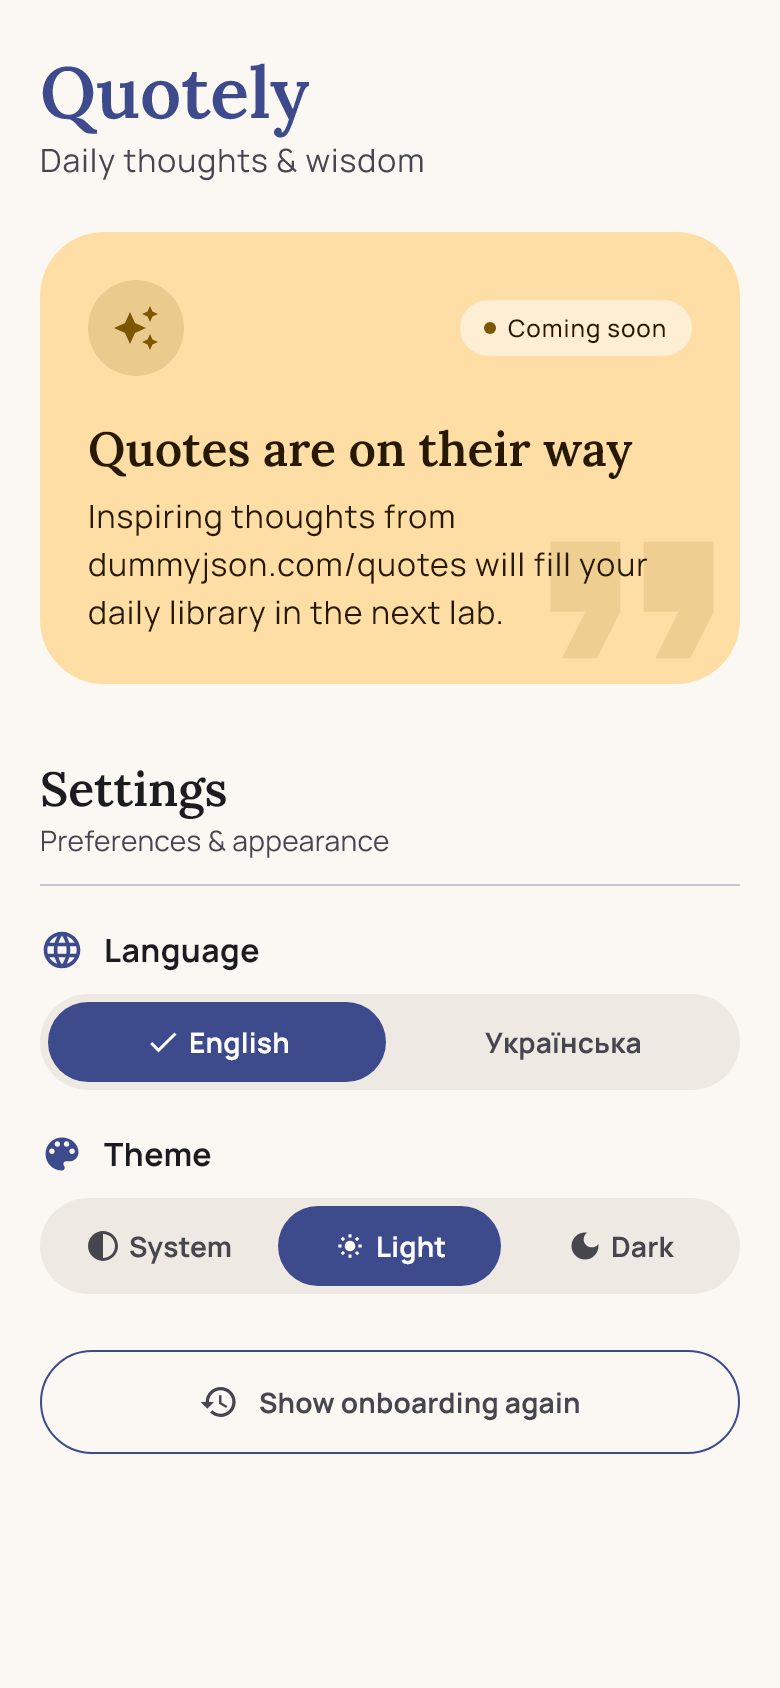 Quotely
Daily thoughts & wisdom
Coming soon
Quotes are on their way
Inspiring thoughts from
dummyjson.com/quotes will fill your
daily library in the next lab.
Settings
Preferences & appearance
Language
English
Українська
Theme
System
Light
Dark
Show onboarding again